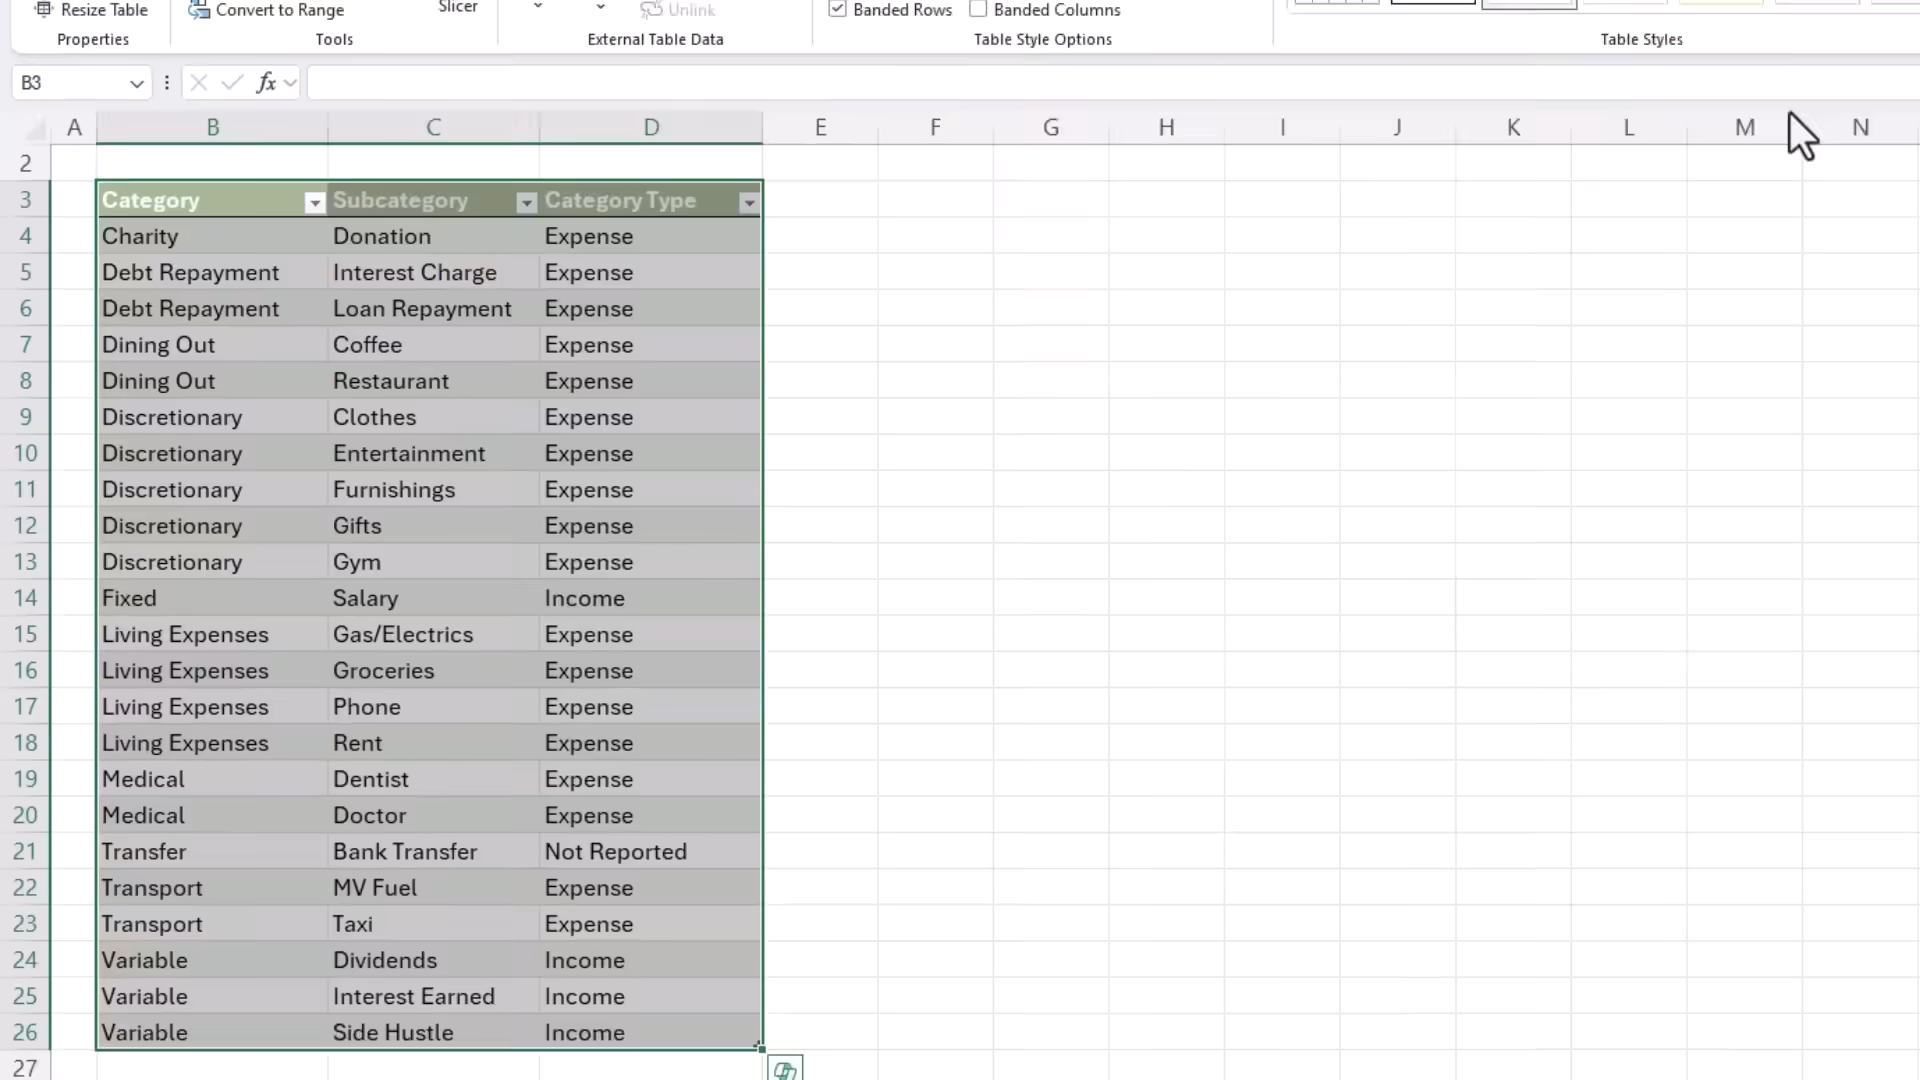 Resize Table Convert to Range Slicer Unlink Banded Rows Banded Columns
Properties Tools External Table Data Table Style Options Table Styles
B3 fx
A B C D E F G H I J K L M N
2
3 Category Subcategory Category Type
4 Charity Donation Expense
5 Debt Repayment Interest Charge Expense
6 Debt Repayment Loan Repayment Expense
7 Dining Out Coffee Expense
8 Dining Out Restaurant Expense
9 Discretionary Clothes Expense
10 Discretionary Entertainment Expense
11 Discretionary Furnishings Expense
12 Discretionary Gifts Expense
13 Discretionary Gym Expense
14 Fixed Salary Income
15 Living Expenses Gas/Electrics Expense
16 Living Expenses Groceries Expense
17 Living Expenses Phone Expense
18 Living Expenses Rent Expense
19 Medical Dentist Expense
20 Medical Doctor Expense
21 Transfer Bank Transfer Not Reported
22 Transport MV Fuel Expense
23 Transport Taxi Expense
24 Variable Dividends Income
25 Variable Interest Earned Income
26 Variable Side Hustle Income
27